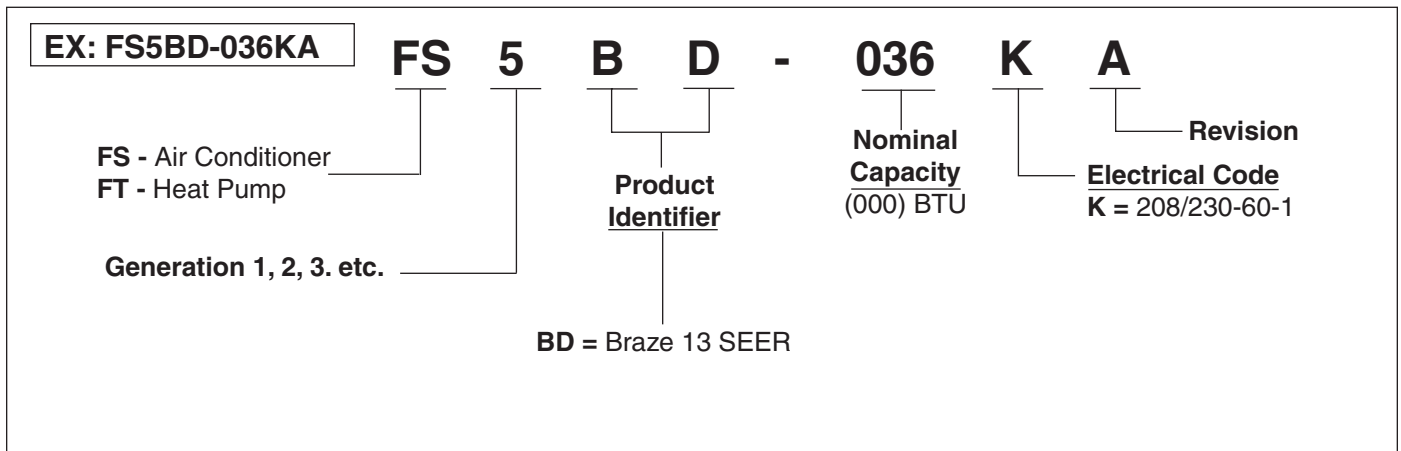 EX: FS5BD-036KA
FS 5 B D - 036 K A
FS - Air Conditioner
FT - Heat Pump
Generation 1, 2, 3. etc.
Product
Identifier
BD = Braze 13 SEER
Nominal
Capacity
(000) BTU
Revision
Electrical Code
K = 208/230-60-1